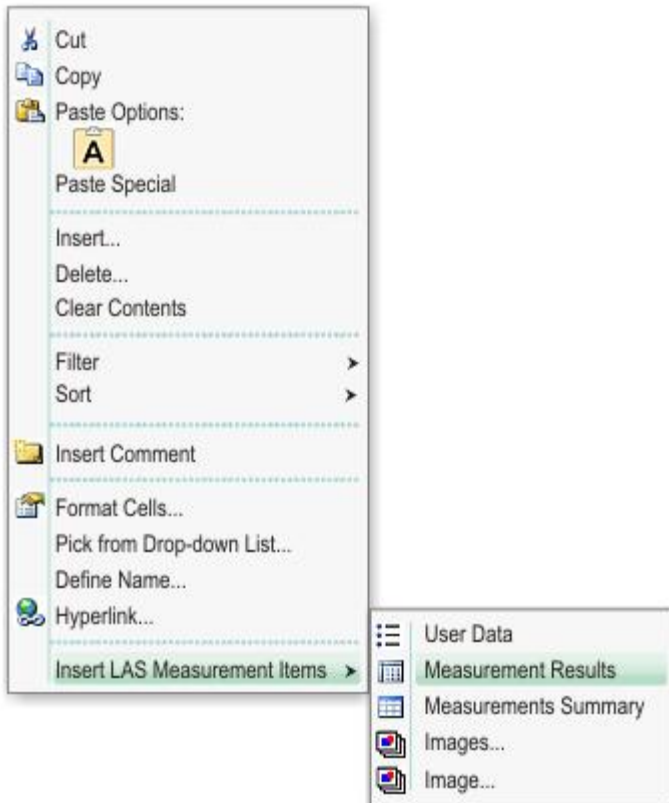 Cut
Copy
Paste Options:
A
Paste Special
Insert...
Delete...
Clear Contents
Filter
Sort
Insert Comment
Format Cells...
Pick from Drop-down List...
Define Name...
Hyperlink...
Insert LAS Measurement Items
User Data
Measurement Results
Measurements Summary
Images...
Image...